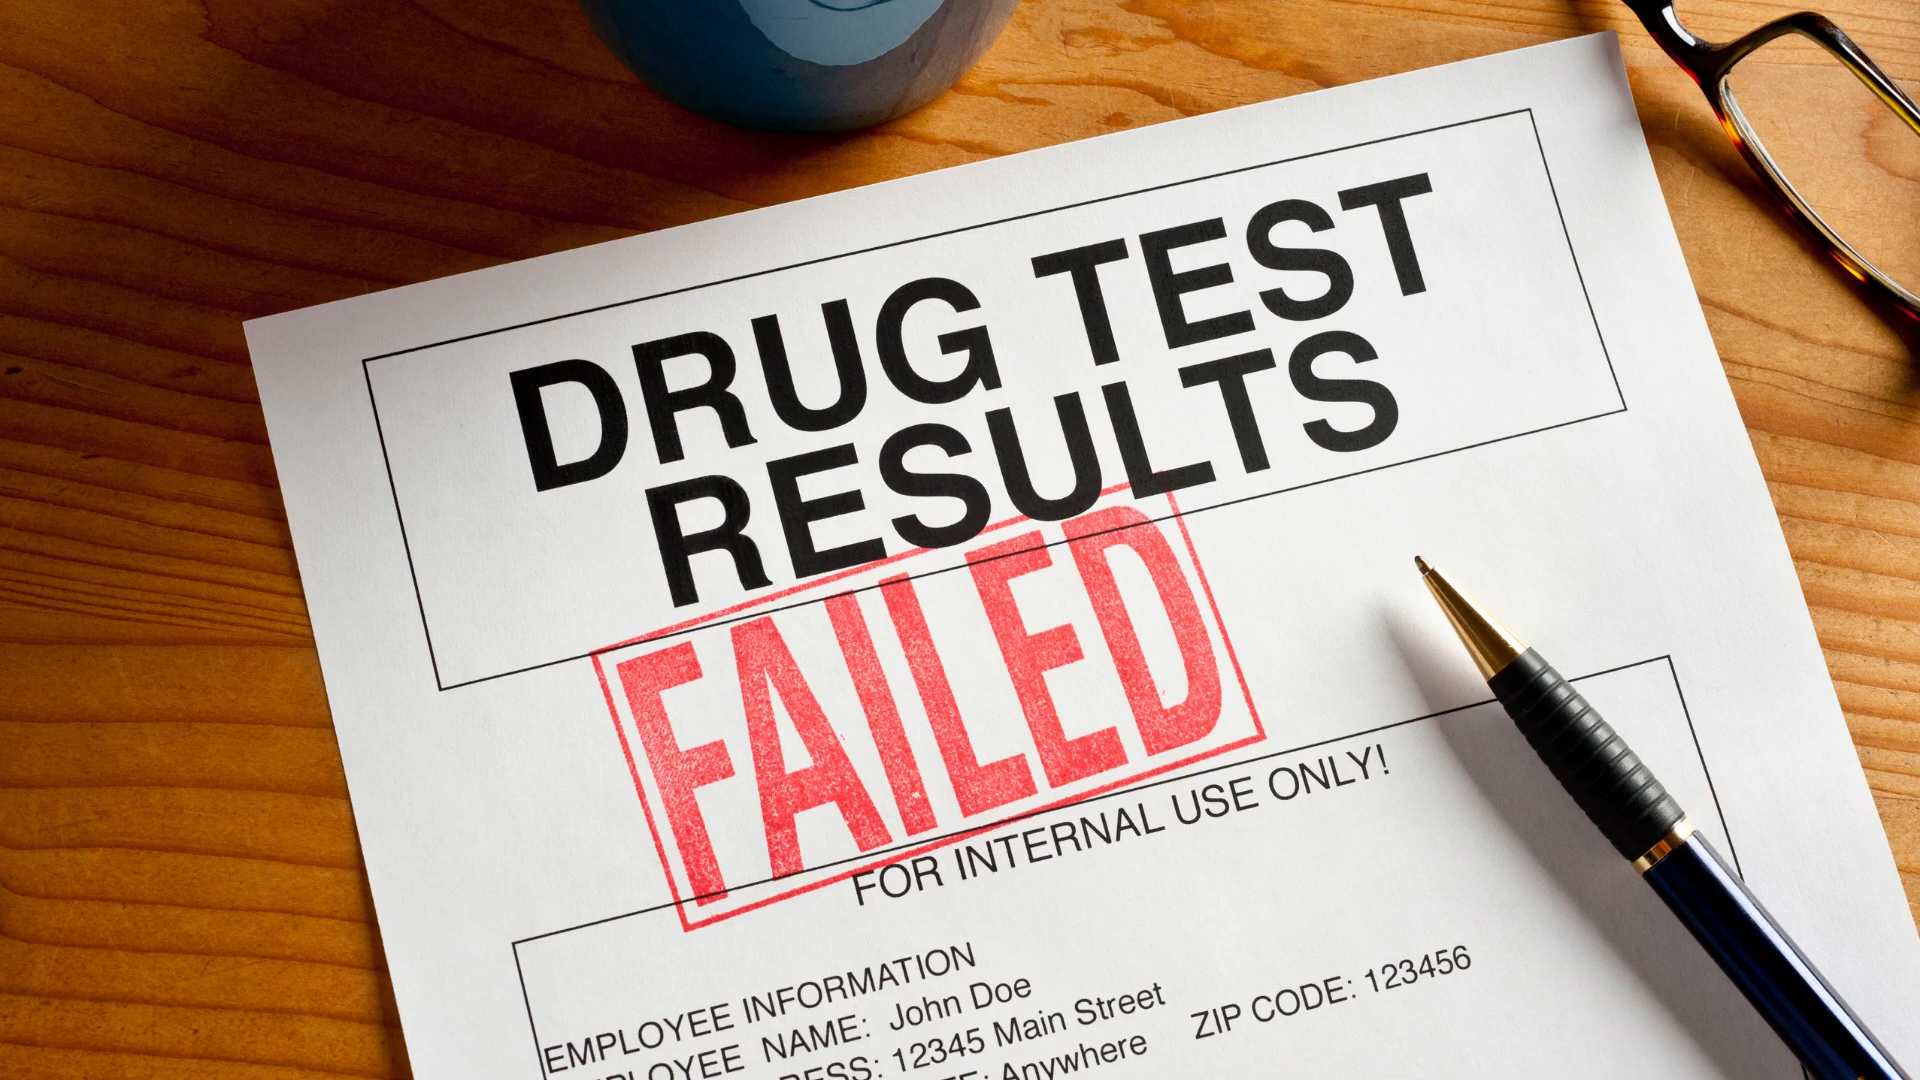 DRUG TEST
RESULTS
FAILED
FOR INTERNAL USE ONLY!
EMPLOYEE INFORMATION
NAME: John Doe
12345 Main Street
Anywhere ZIP CODE: 123456